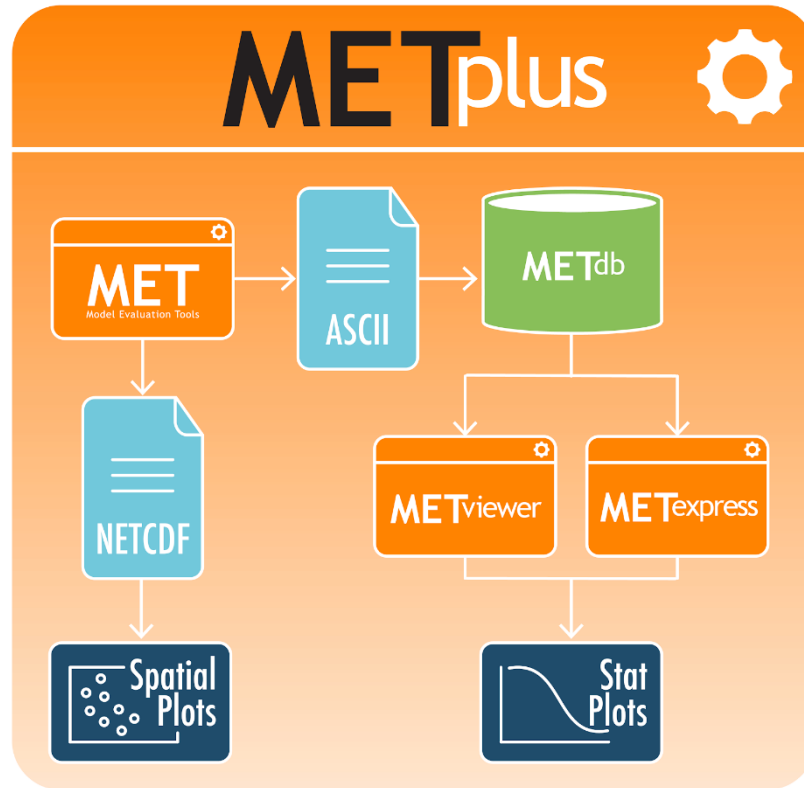 METplus
MET
Model Evaluation Tools
ASCII
METdb
NETCDF
METviewer
METexpress
Spatial
Plots
Stat
Plots